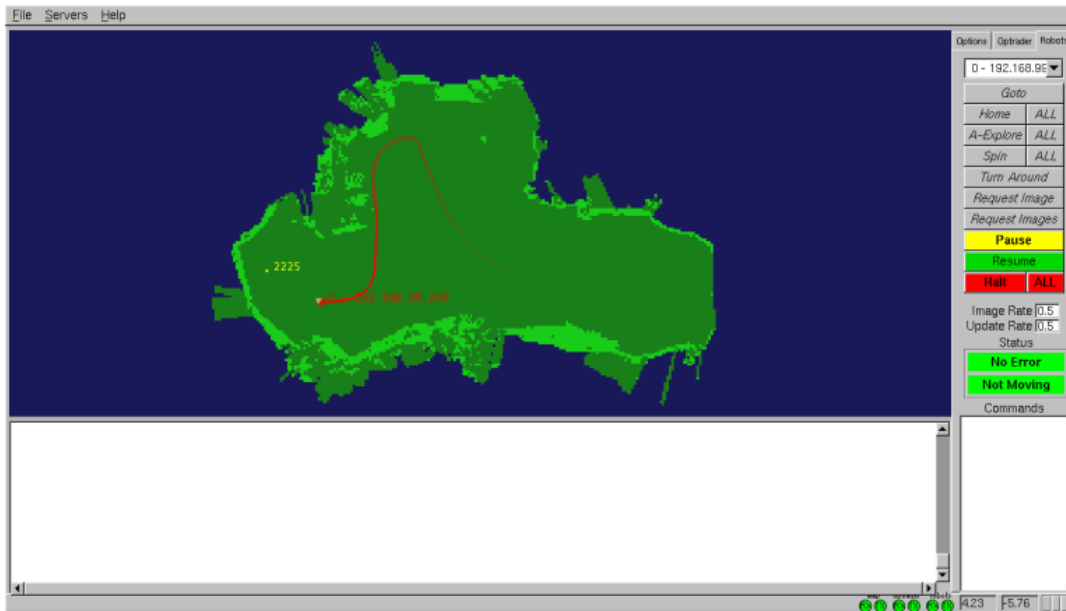 File Servers Help
Options Optrader Robots
0 - 192.168.99
Goto
Home ALL
A-Explore ALL
Spin ALL
Turn Around
Request Image
Request Images
Pause
Resume
Halt ALL
2225
Image Rate 0.5
Update Rate 0.5
Status
No Error
Not Moving
Commands
4.23 -5.76